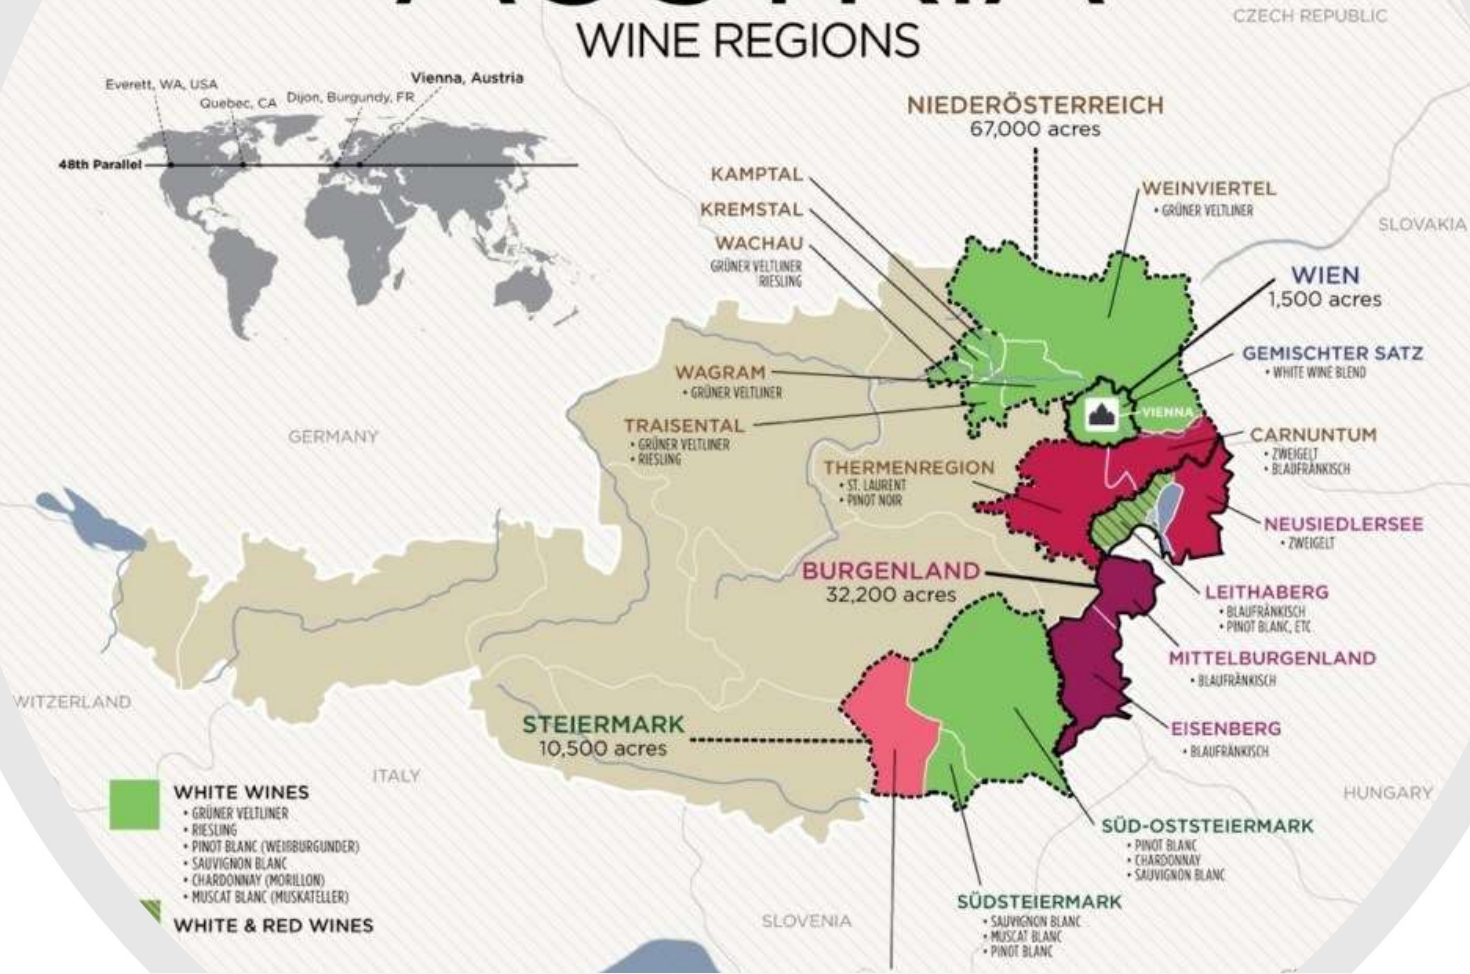 WINE REGIONS
CZECH REPUBLIC
Everett, WA, USA
Quebec, CA
Dijon, Burgundy, FR
Vienna, Austria
48th Parallel
NIEDERÖSTERREICH
67,000 acres
KAMPTAL
KREMSTAL
WACHAU
GRÜNER VELTLINER
RIESLING
WEINVIERTEL
• GRÜNER VELTLINER
SLOVAKIA
WIEN
1,500 acres
GEMISCHTER SATZ
• WHITE WINE BLEND
WAGRAM
• GRÜNER VELTLINER
VIENNA
TRAISENTAL
• GRÜNER VELTLINER
• RIESLING
GERMANY
CARNUNTUM
• ZWEIGELT
• BLAUFRÄNKISCH
THERMENREGION
• ST. LAURENT
• PINOT NOIR
NEUSIEDLERSEE
• ZWEIGELT
BURGENLAND
32,200 acres
LEITHABERG
• BLAUFRÄNKISCH
• PINOT BLANC, ETC
MITTELBURGENLAND
• BLAUFRÄNKISCH
WITZERLAND
STEIERMARK
10,500 acres
EISENBERG
• BLAUFRÄNKISCH
ITALY
HUNGARY
WHITE WINES
• GRÜNER VELTLINER
• RIESLING
• PINOT BLANC (WEIßBURGUNDER)
• SAUVIGNON BLANC
• CHARDONNAY (MORILLON)
• MUSCAT BLANC (MUSKATELLER)
WHITE & RED WINES
SÜD-OSTSTEIERMARK
• PINOT BLANC
• CHARDONNAY
• SAUVIGNON BLANC
SÜDSTEIERMARK
• SAUVIGNON BLANC
• MUSCAT BLANC
• PINOT BLANC
SLOVENIA